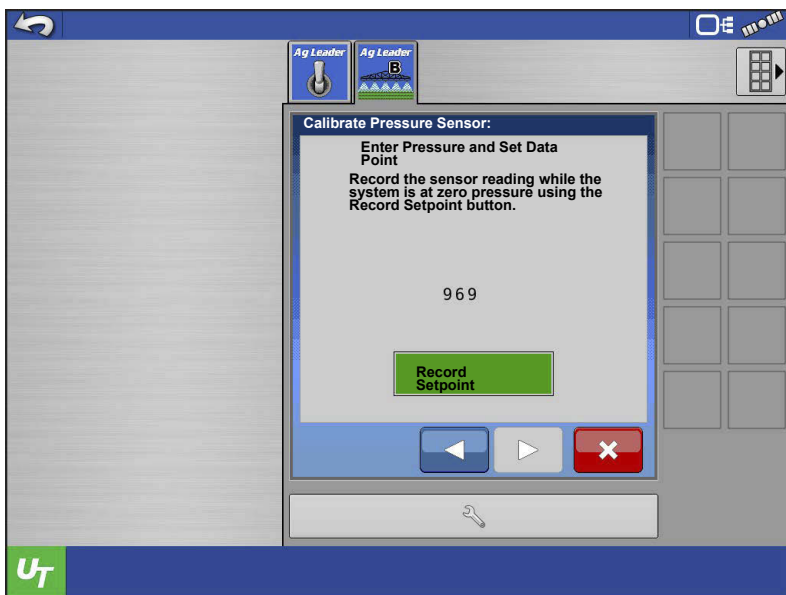 Ag Leader
Ag Leader
B
Calibrate Pressure Sensor:
Enter Pressure and Set Data
Point
Record the sensor reading while the
system is at zero pressure using the
Record Setpoint button.
969
Record
Setpoint
UT